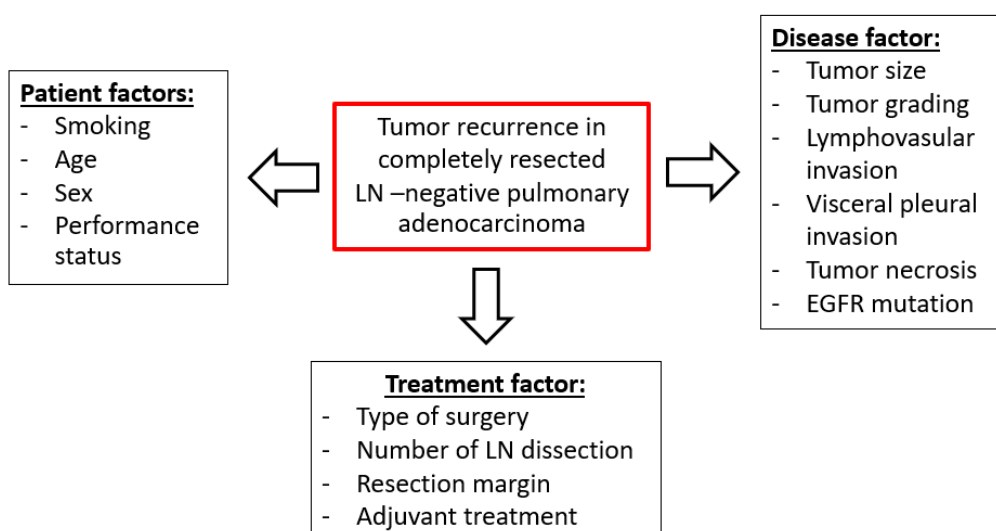 Patient factors:
- Smoking
- Age
- Sex
- Performance
status
Tumor recurrence in
completely resected
LN –negative pulmonary
adenocarcinoma
Disease factor:
- Tumor size
- Tumor grading
- Lymphovasular
invasion
- Visceral pleural
invasion
- Tumor necrosis
- EGFR mutation
Treatment factor:
- Type of surgery
- Number of LN dissection
- Resection margin
- Adjuvant treatment